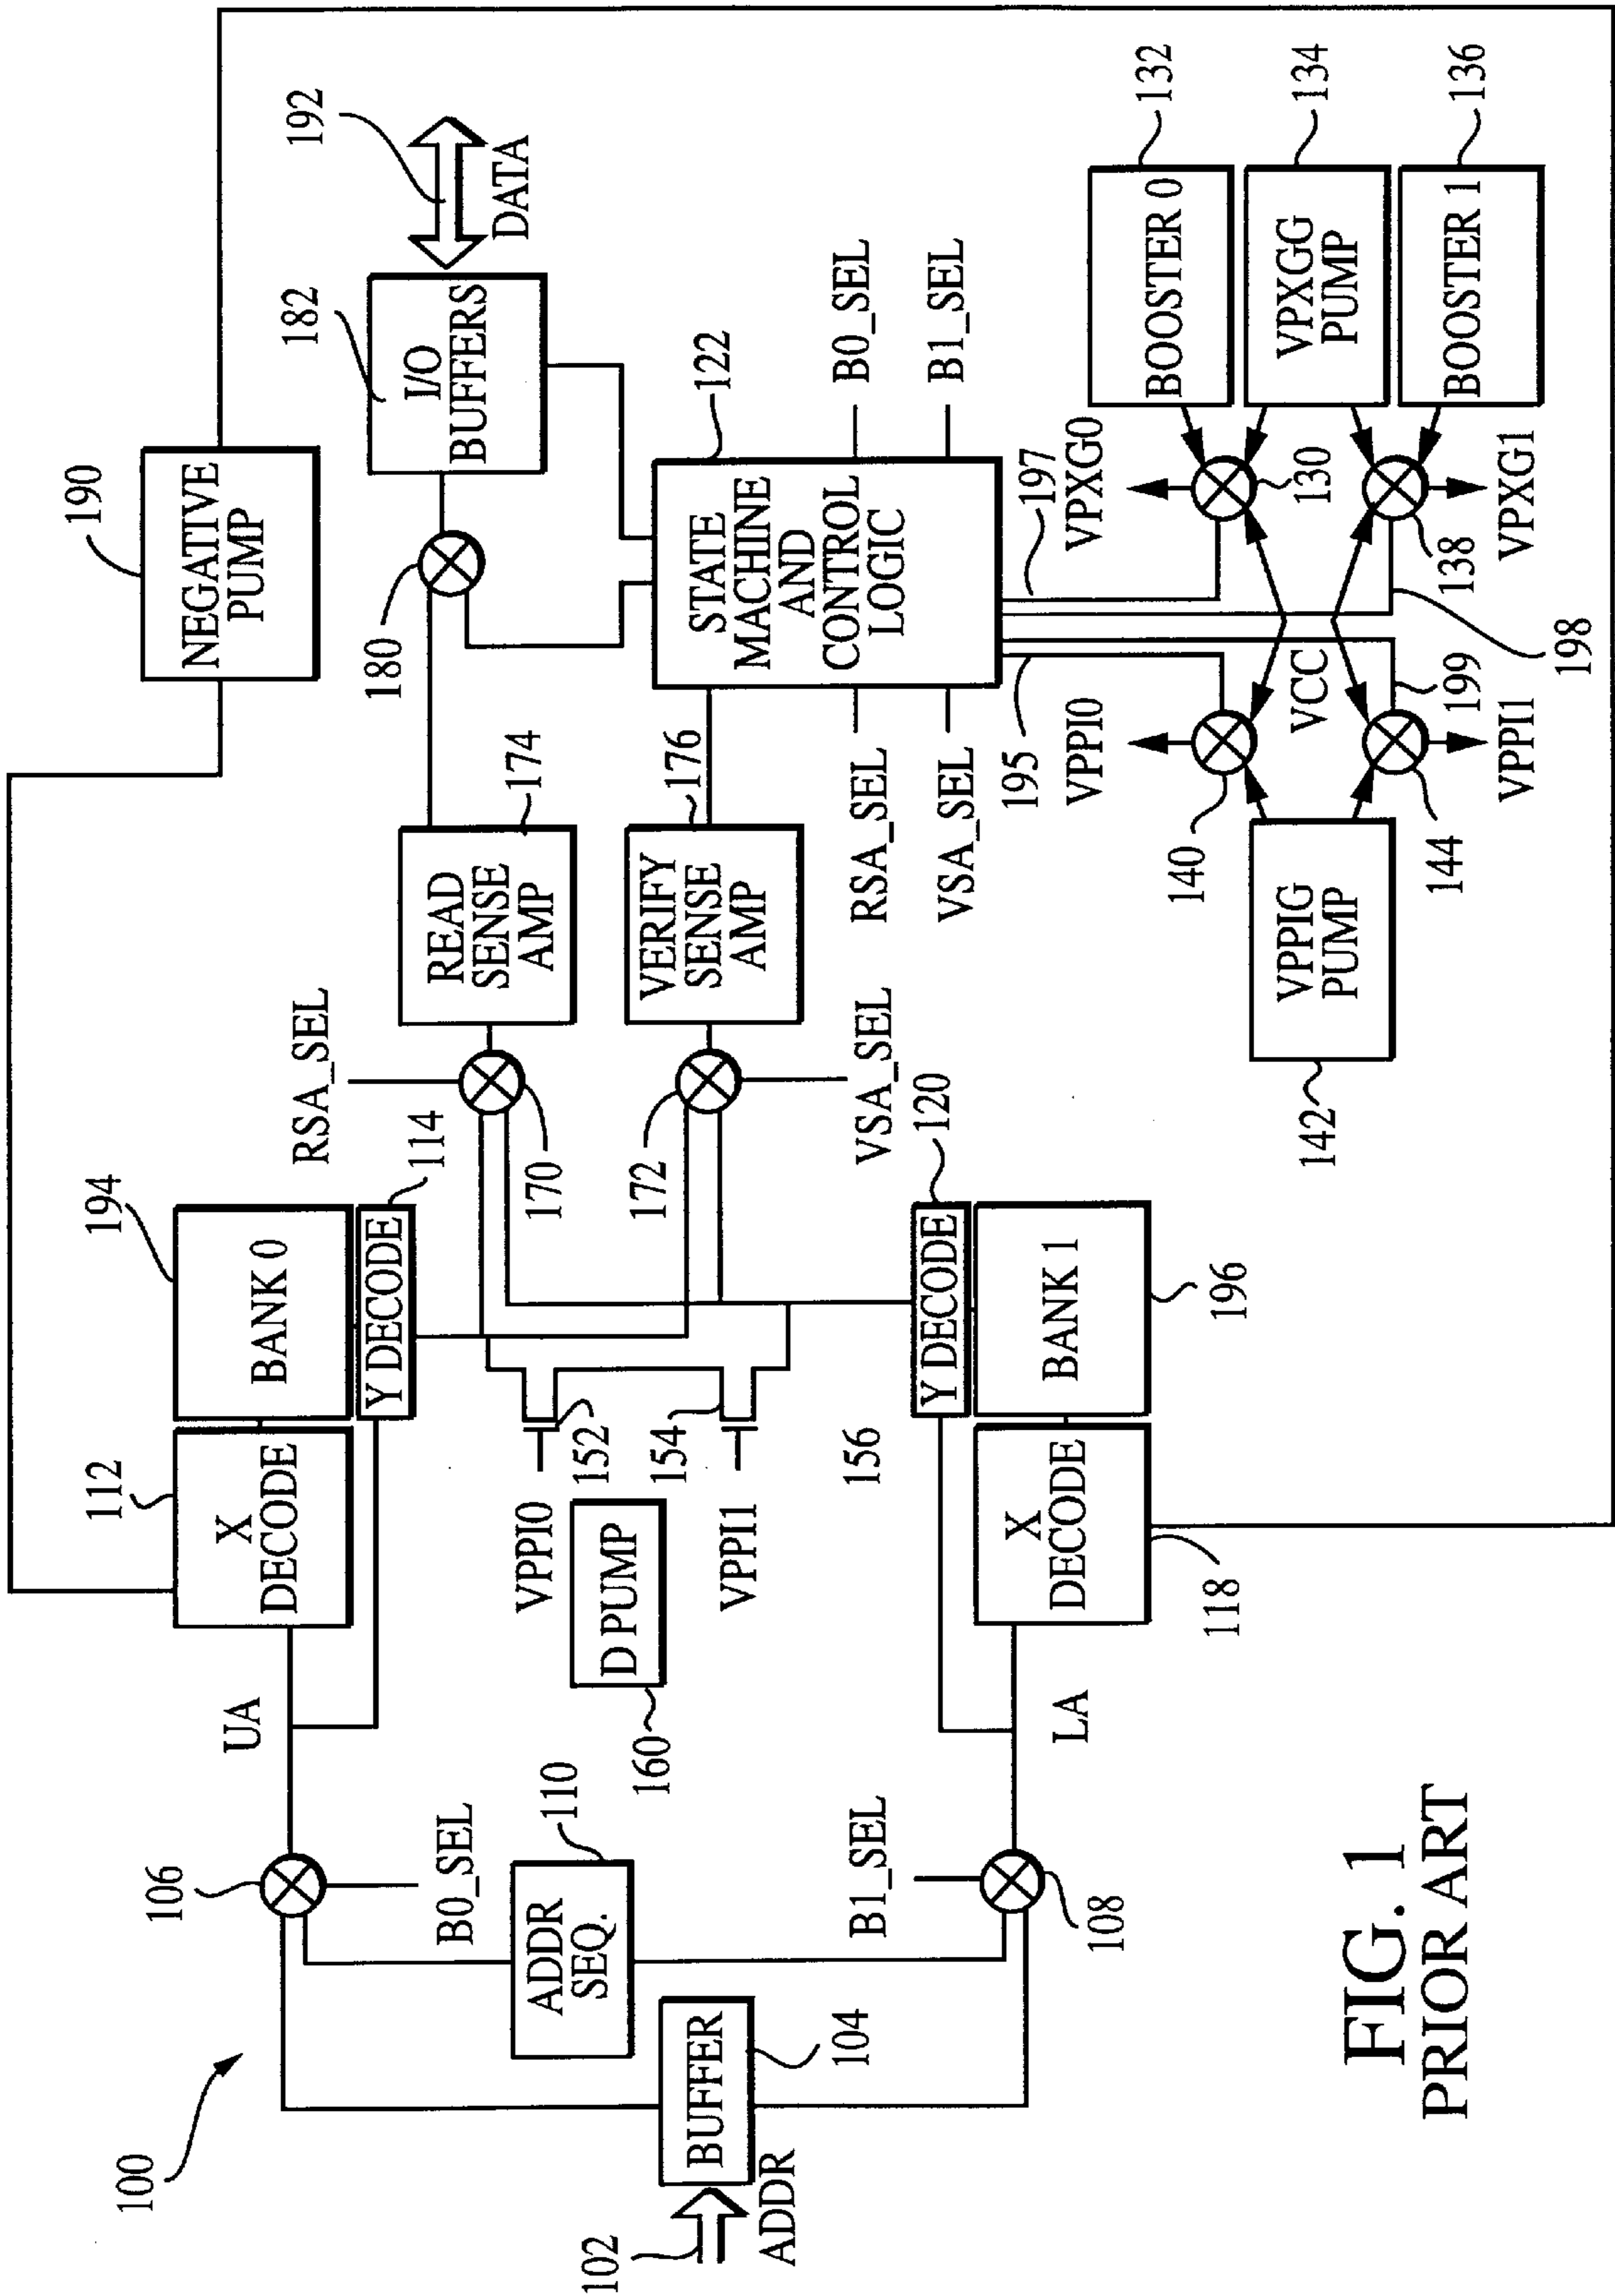 190
NEGATIVE
PUMP
194
112
X
DECODE
BANK 0
114
Y DECODE
UA
106
B0_SEL
100
110
ADDR
SEQ.
102
ADDR
BUFFER
104
B1_SEL
108
LA
RSA_SEL
170
READ
SENSE
AMP
174
180
182
I/O
BUFFERS
192
DATA
VPPI0
152
D PUMP
160
154
VPPI1
156
172
VSA_SEL
VERIFY
SENSE
AMP
176
STATE
MACHINE
AND
CONTROL
LOGIC
122
RSA_SEL
VSA_SEL
B0_SEL
B1_SEL
120
Y DECODE
X
DECODE
118
BANK 1
196
195
197
VPPI0
VPXG0
140
VCC
130
BOOSTER 0
132
VPPIG
PUMP
142
VPXGG
PUMP
134
144
199
138
BOOSTER 1
136
VPPI1
198
VPXG1
FIG. 1
PRIOR ART